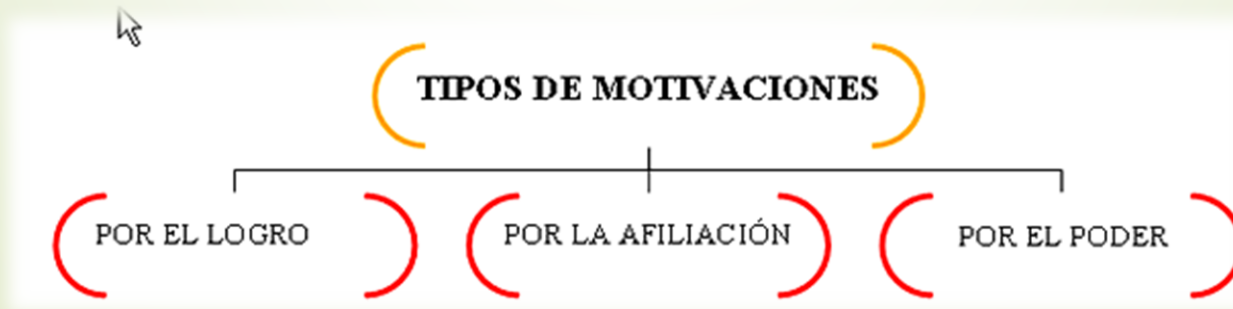 TIPOS DE MOTIVACIONES
POR EL LOGRO
POR LA AFILIACIÓN
POR EL PODER